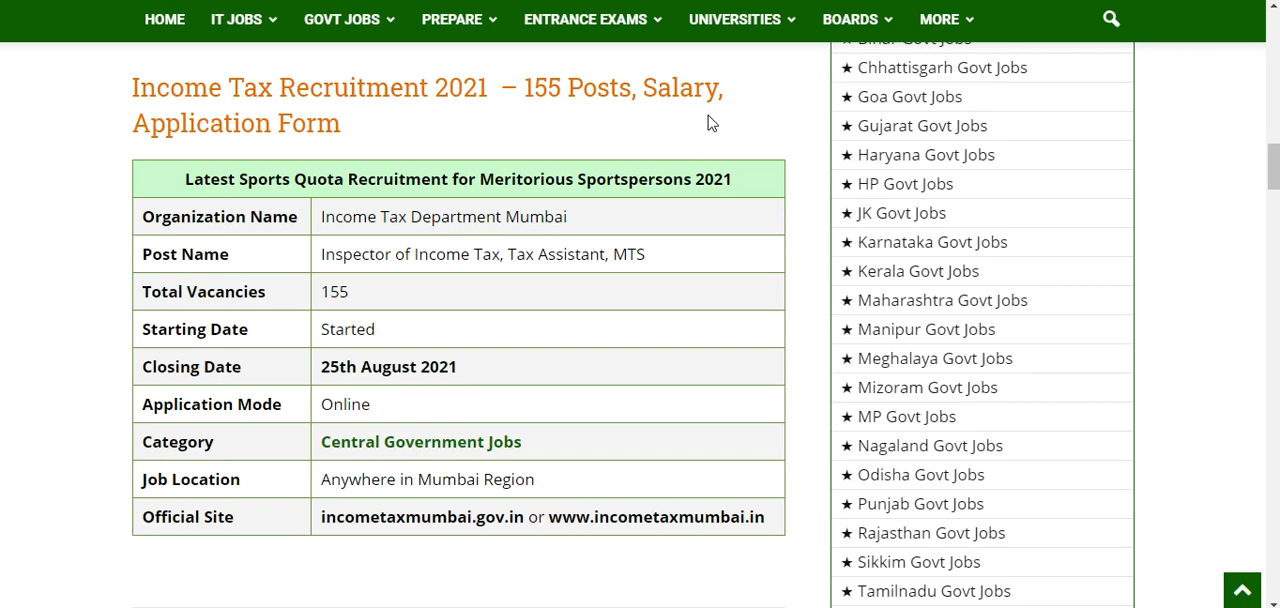 HOME IT JOBS GOVT JOBS PREPARE ENTRANCE EXAMS UNIVERSITIES BOARDS MORE
Income Tax Recruitment 2021 – 155 Posts, Salary,
Application Form
Latest Sports Quota Recruitment for Meritorious Sportspersons 2021
Organization Name Income Tax Department Mumbai
Post Name Inspector of Income Tax, Tax Assistant, MTS
Total Vacancies 155
Starting Date Started
Closing Date 25th August 2021
Application Mode Online
Category Central Government Jobs
Job Location Anywhere in Mumbai Region
Official Site incometaxmumbai.gov.in or www.incometaxmumbai.in
★ Bihar Govt Jobs
★ Chhattisgarh Govt Jobs
★ Goa Govt Jobs
★ Gujarat Govt Jobs
★ Haryana Govt Jobs
★ HP Govt Jobs
★ JK Govt Jobs
★ Karnataka Govt Jobs
★ Kerala Govt Jobs
★ Maharashtra Govt Jobs
★ Manipur Govt Jobs
★ Meghalaya Govt Jobs
★ Mizoram Govt Jobs
★ MP Govt Jobs
★ Nagaland Govt Jobs
★ Odisha Govt Jobs
★ Punjab Govt Jobs
★ Rajasthan Govt Jobs
★ Sikkim Govt Jobs
★ Tamilnadu Govt Jobs